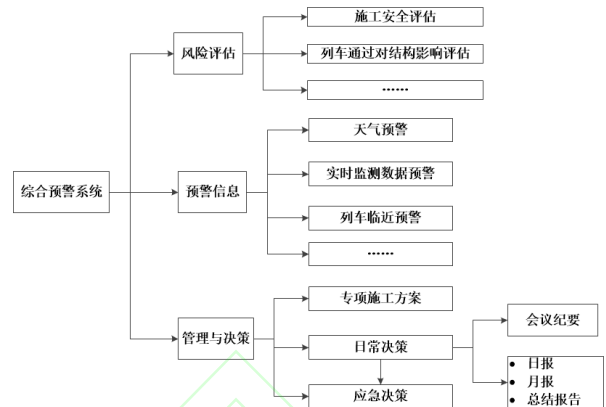 施工安全评估
风险评估
列车通过对结构影响评估
······
天气预警
实时监测数据预警
综合预警系统
预警信息
列车临近预警
······
专项施工方案
管理与决策
日常决策
会议纪要
应急决策
• 日报
• 月报
• 总结报告